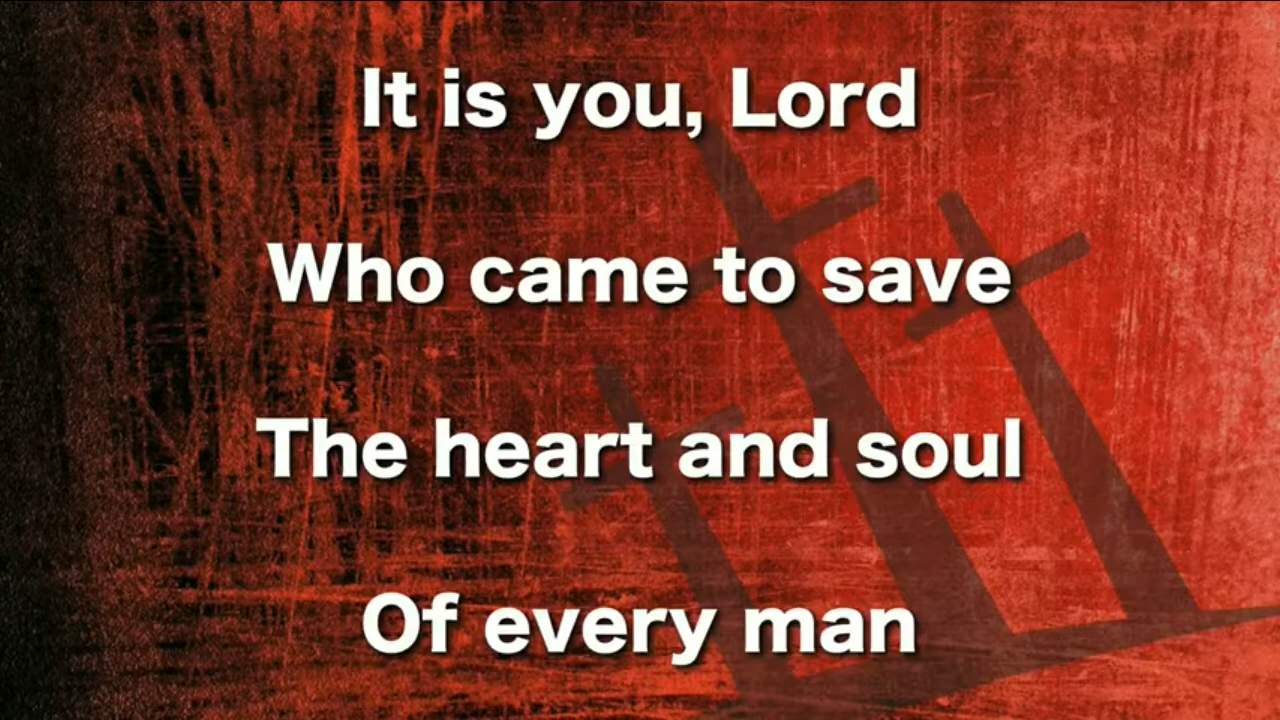 It is you, Lord
Who came to save
The heart and soul
Of every man